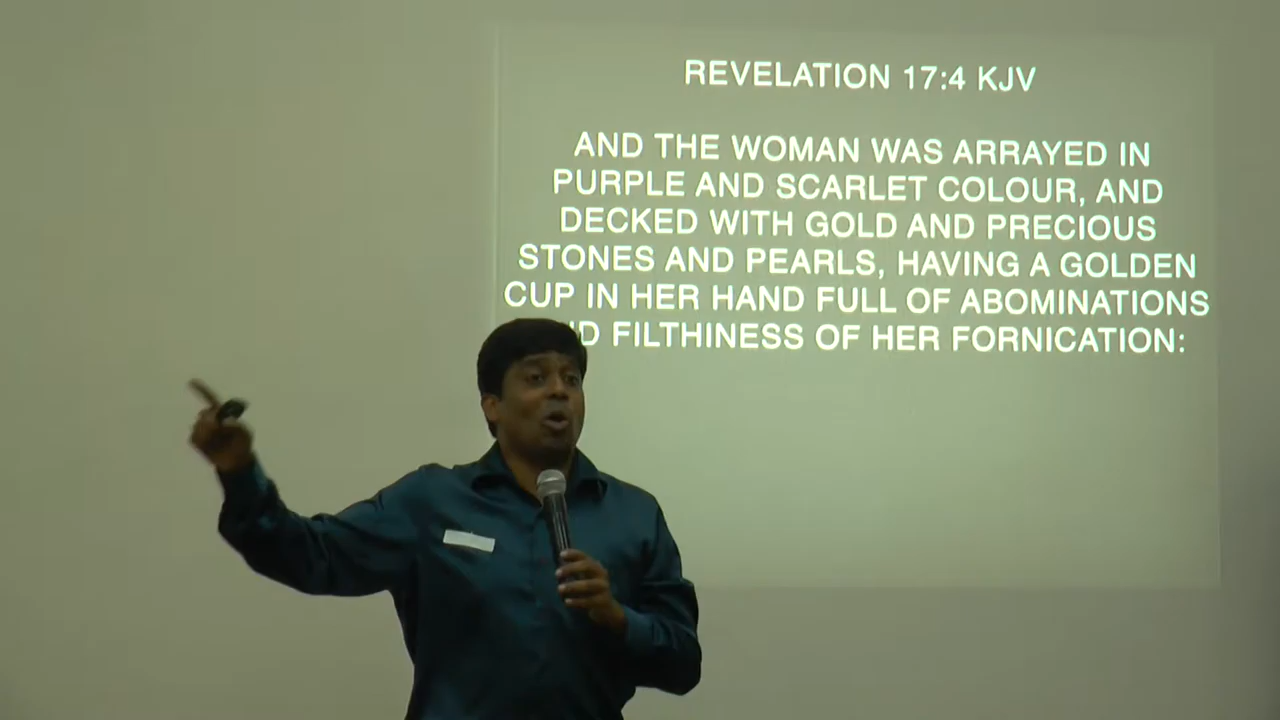 REVELATION 17:4 KJV
AND THE WOMAN WAS ARRAYED IN
PURPLE AND SCARLET COLOUR, AND
DECKED WITH GOLD AND PRECIOUS
STONES AND PEARLS, HAVING A GOLDEN
CUP IN HER HAND FULL OF ABOMINATIONS
FILTHINESS OF HER FORNICATION: